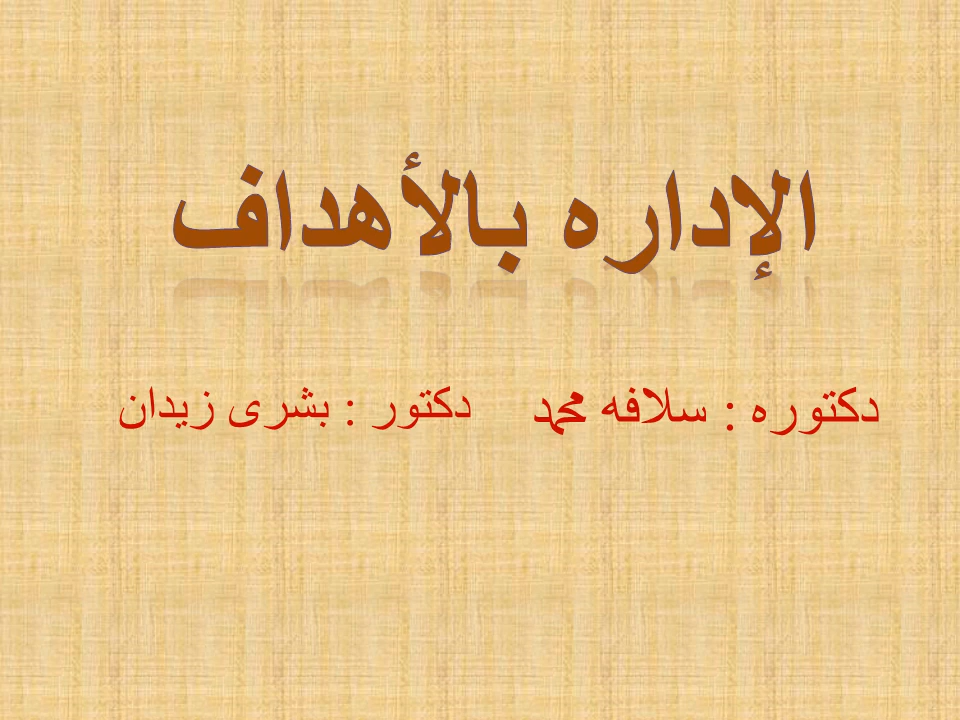 الإداره بالأهداف
دكتوره : سلافه محمد دكتور : بشرى زيدان